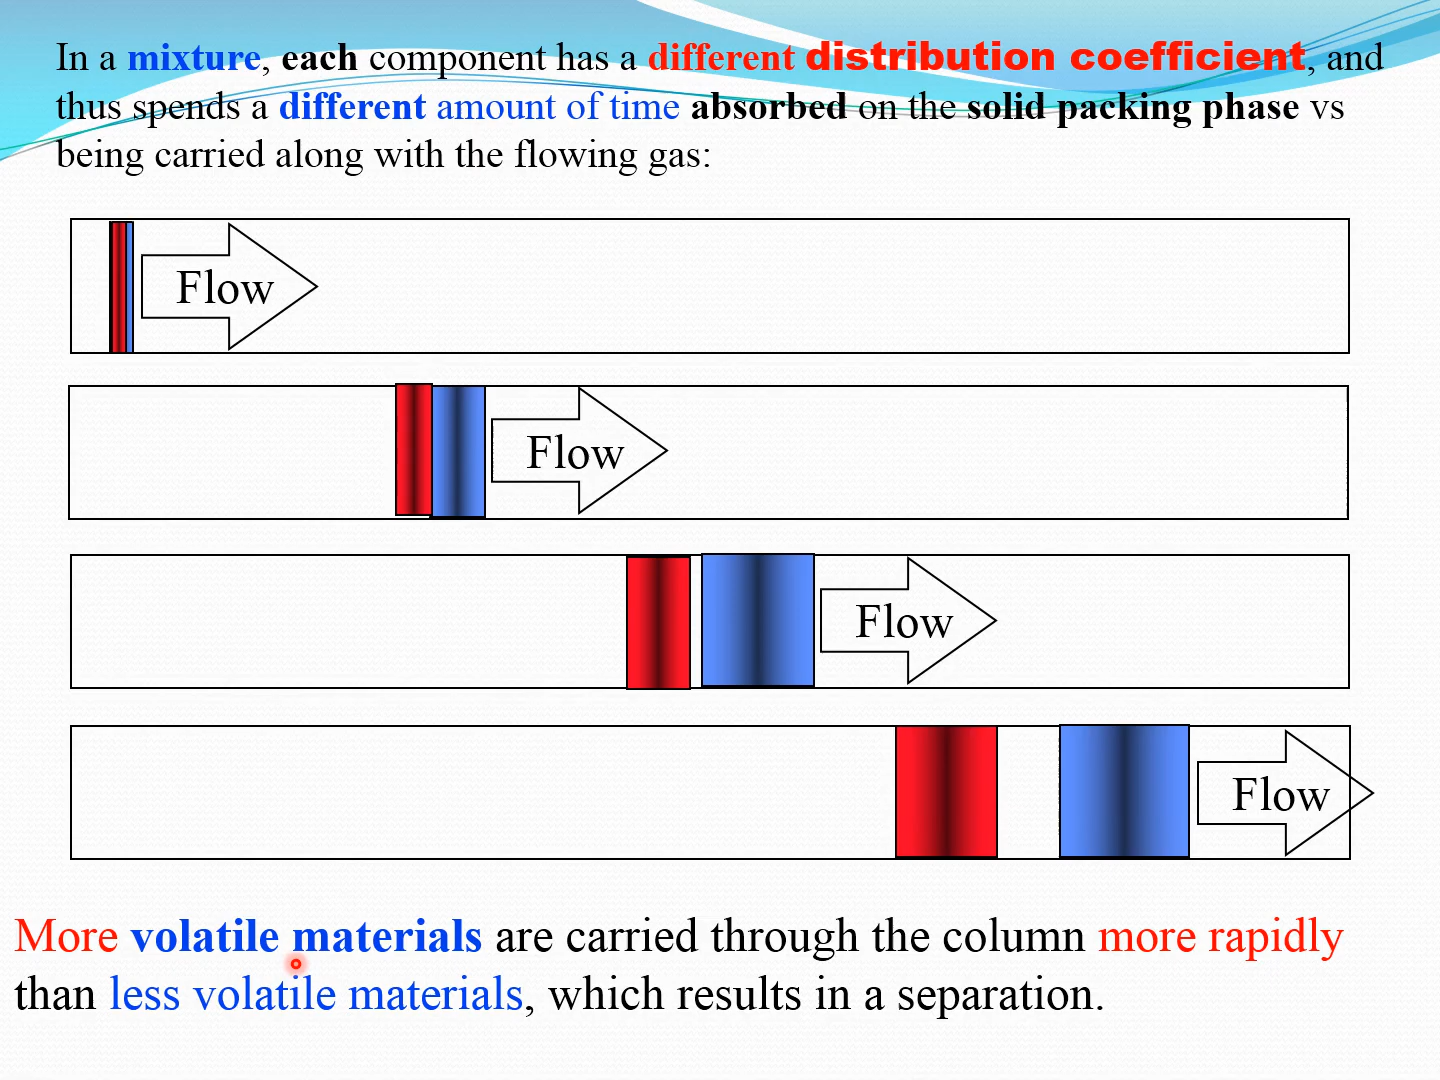 In a mixture, each component has a different distribution coefficient, and
thus spends a different amount of time absorbed on the solid packing phase vs
being carried along with the flowing gas:
Flow
Flow
Flow
Flow
More volatile materials are carried through the column more rapidly
than less volatile materials, which results in a separation.